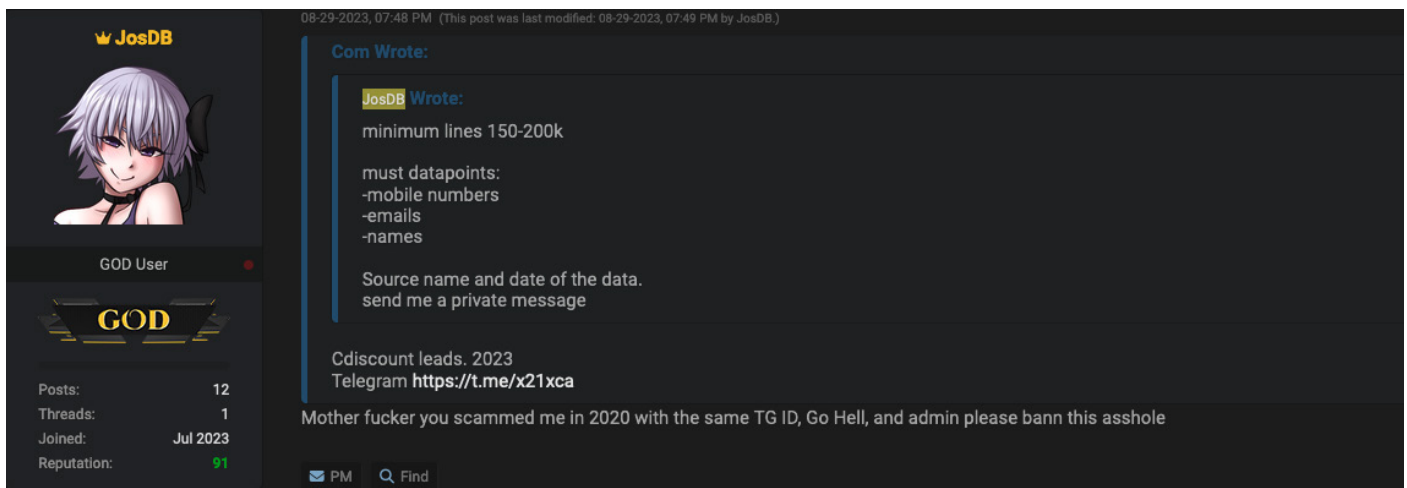 JosDB
GOD User
GOD
Posts: 12
Threads: 1
Joined: Jul 2023
Reputation: 91
08-29-2023, 07:48 PM (This post was last modified: 08-29-2023, 07:49 PM by JosDB.)
Com Wrote:
JosDB Wrote:
minimum lines 150-200k
must datapoints:
-mobile numbers
-emails
-names
Source name and date of the data.
send me a private message
Cdiscount leads. 2023
Telegram https://t.me/x21xca
Mother fucker you scammed me in 2020 with the same TG ID, Go Hell, and admin please bann this asshole
PM Find